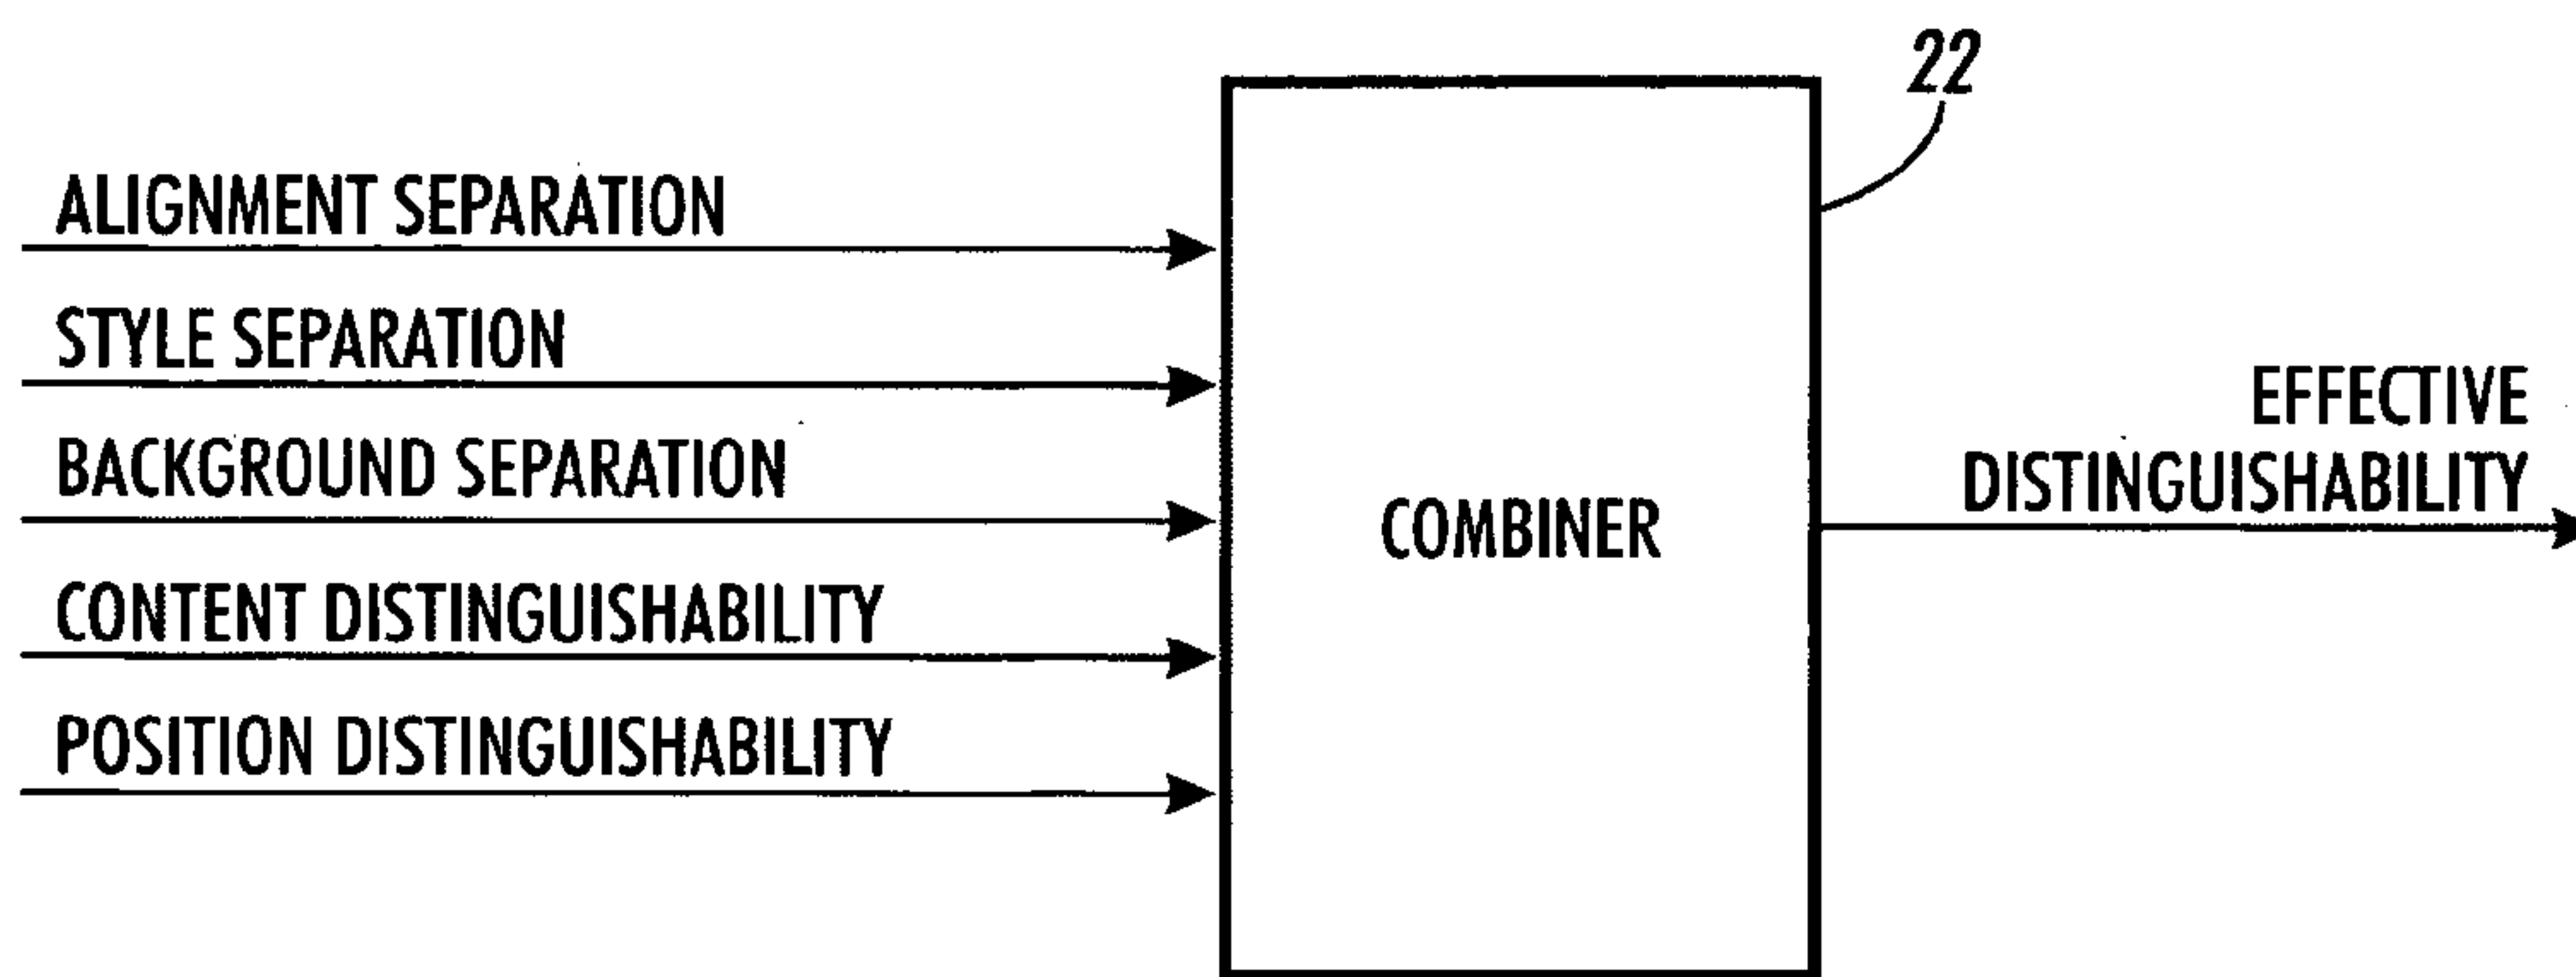 22
ALIGNMENT SEPARATION
STYLE SEPARATION
BACKGROUND SEPARATION
CONTENT DISTINGUISHABILITY
POSITION DISTINGUISHABILITY
COMBINER
EFFECTIVE
DISTINGUISHABILITY